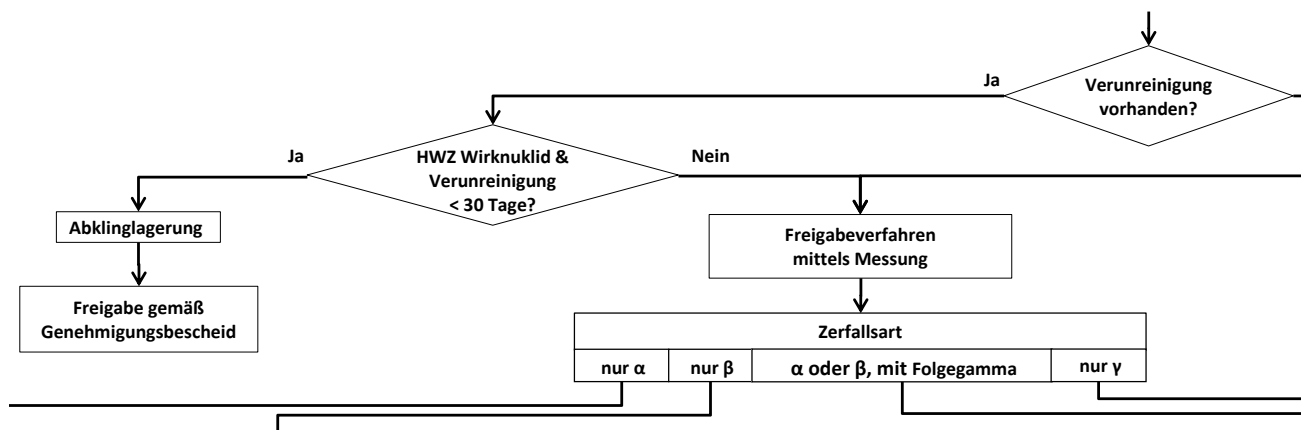 Ja
Verunreinigung
vorhanden?
Ja
HWZ Wirknuklid &
Verunreinigung
< 30 Tage?
Nein
Abklinglagerung
Freigabeverfahren
mittels Messung
Freigabe gemäß
Genehmigungsbescheid
Zerfallsart
nur α
nur β
α oder β, mit Folgegamma
nur γ